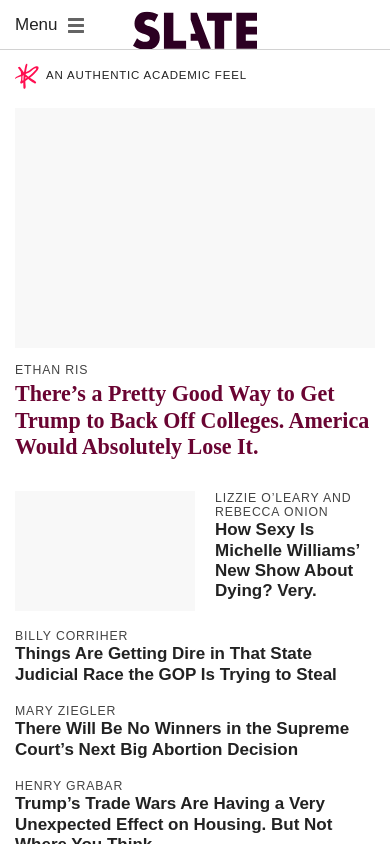 Menu
SLATE
AN AUTHENTIC ACADEMIC FEEL
ETHAN RIS
There’s a Pretty Good Way to Get
Trump to Back Off Colleges. America
Would Absolutely Lose It.
LIZZIE O’LEARY AND
REBECCA ONION
How Sexy Is
Michelle Williams’
New Show About
Dying? Very.
BILLY CORRIHER
Things Are Getting Dire in That State
Judicial Race the GOP Is Trying to Steal
MARY ZIEGLER
There Will Be No Winners in the Supreme
Court’s Next Big Abortion Decision
HENRY GRABAR
Trump’s Trade Wars Are Having a Very
Unexpected Effect on Housing. But Not
Where You Think